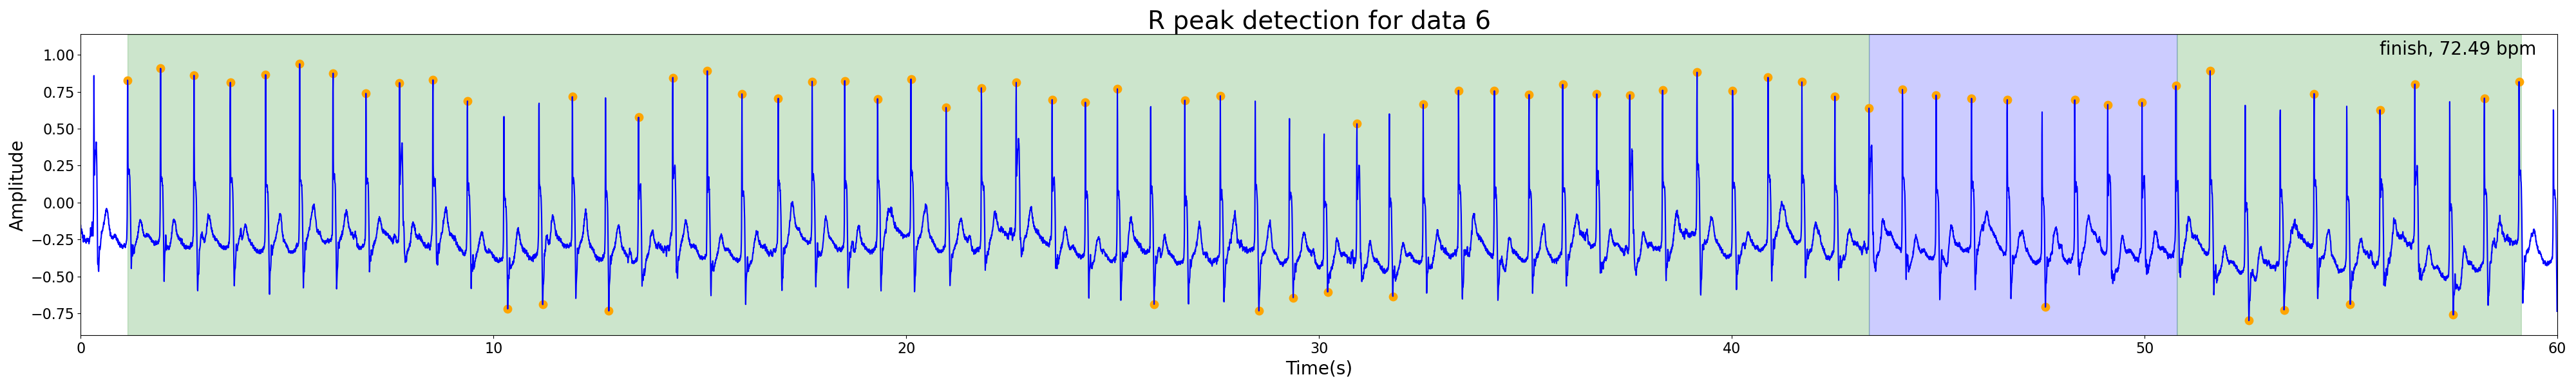 R peak detection for data 6
finish, 72.49 bpm
Amplitude
1.00
0.75
0.50
0.25
0.00
−0.25
−0.50
−0.75
0 10 20 30 40 50 60
Time(s)